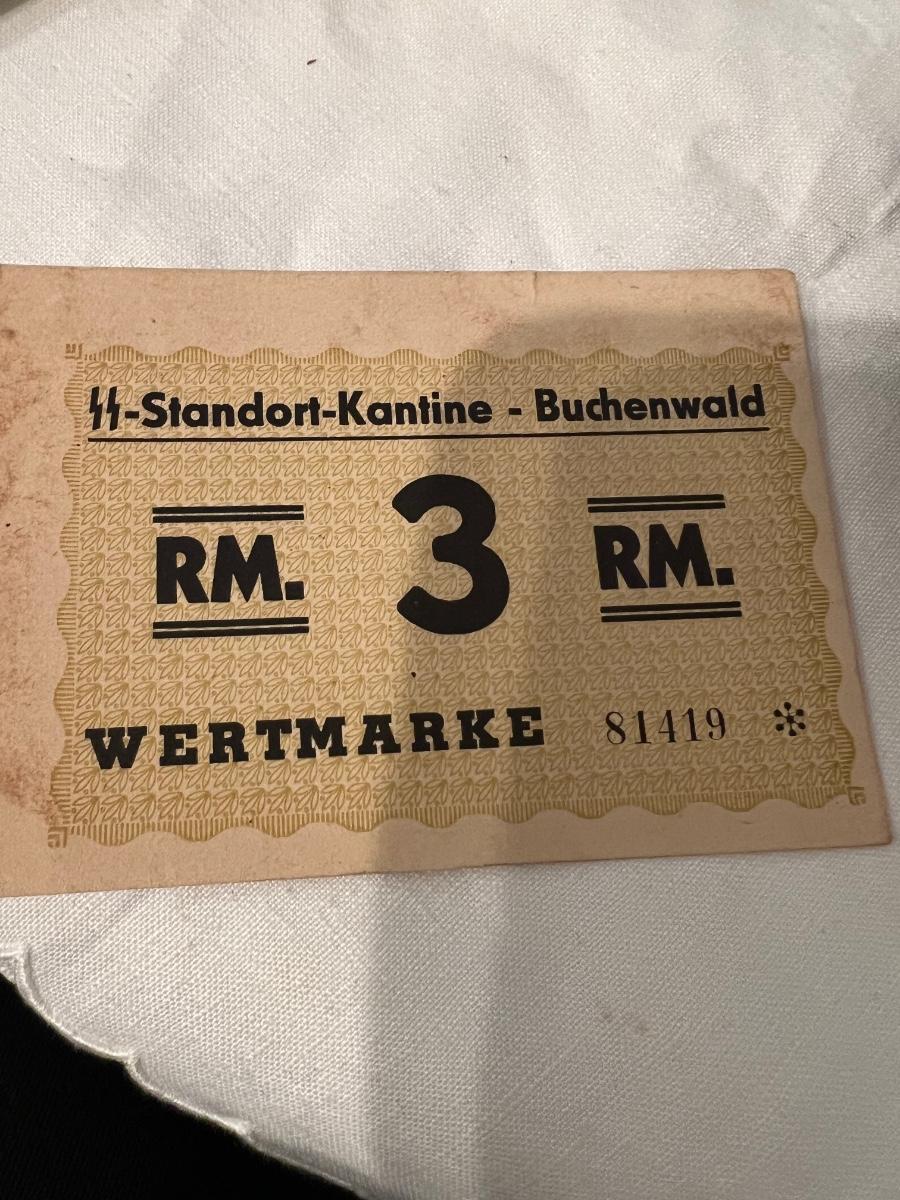 SS-Standort-Kantine - Buchenwald
RM. 3 RM.
WERTMARKE 81419 *